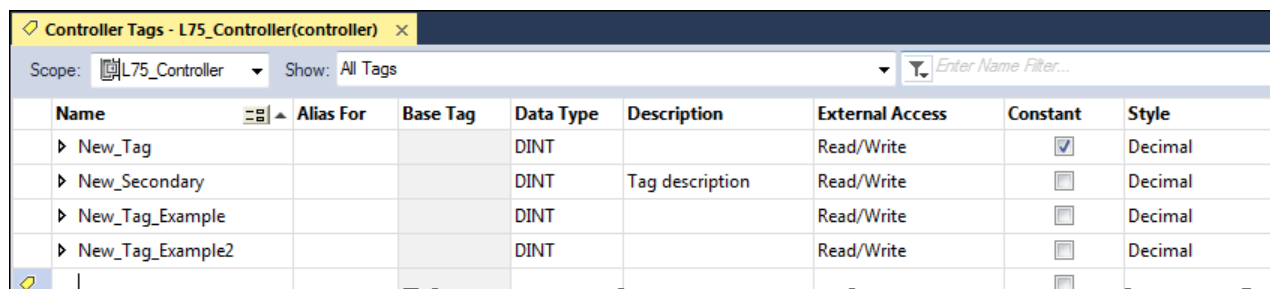 Controller Tags - L75_Controller(controller) ×
Scope: L75_Controller Show: All Tags Enter Name Filter...
Name Alias For Base Tag Data Type Description External Access Constant Style
New_Tag DINT Read/Write Decimal
New_Secondary DINT Tag description Read/Write Decimal
New_Tag_Example DINT Read/Write Decimal
New_Tag_Example2 DINT Read/Write Decimal